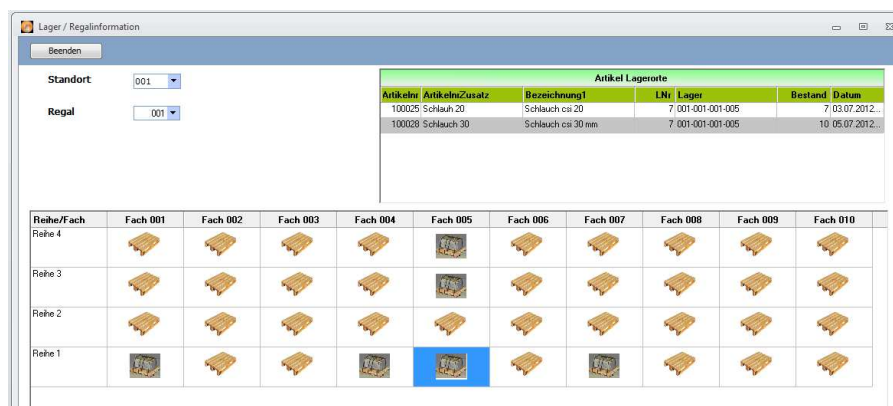 Lager / Regalinformation
Beenden
Standort 001
Regal 001
Artikel Lagerorte
Artikelnr ArtikelnrZusatz Bezeichnung1 LNr Lager Bestand Datum
100025 Schlauh 20 Schlauch csi 20 7 001-001-001-005 7 03.07.2012...
100028 Schlauch 30 Schlauch csi 30 mm 7 001-001-001-005 10 05.07.2012...
Reihe/Fach Fach 001 Fach 002 Fach 003 Fach 004 Fach 005 Fach 006 Fach 007 Fach 008 Fach 009 Fach 010
Reihe 4
Reihe 3
Reihe 2
Reihe 1